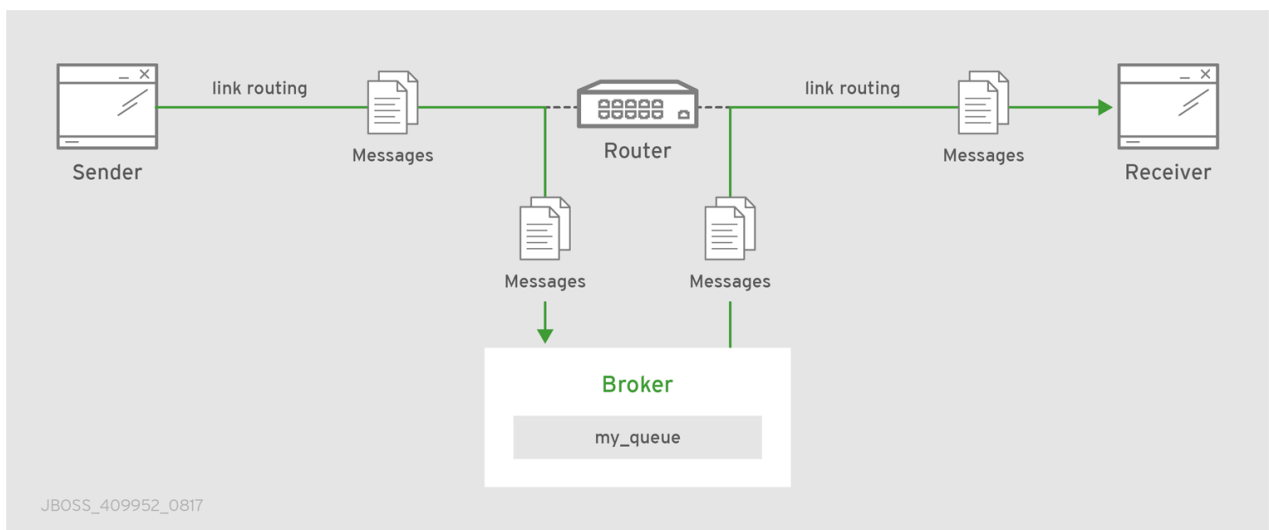 link routing
link routing
Messages
Router
Messages
Sender
Receiver
Messages
Messages
Broker
my_queue
JBOSS_409952_0817